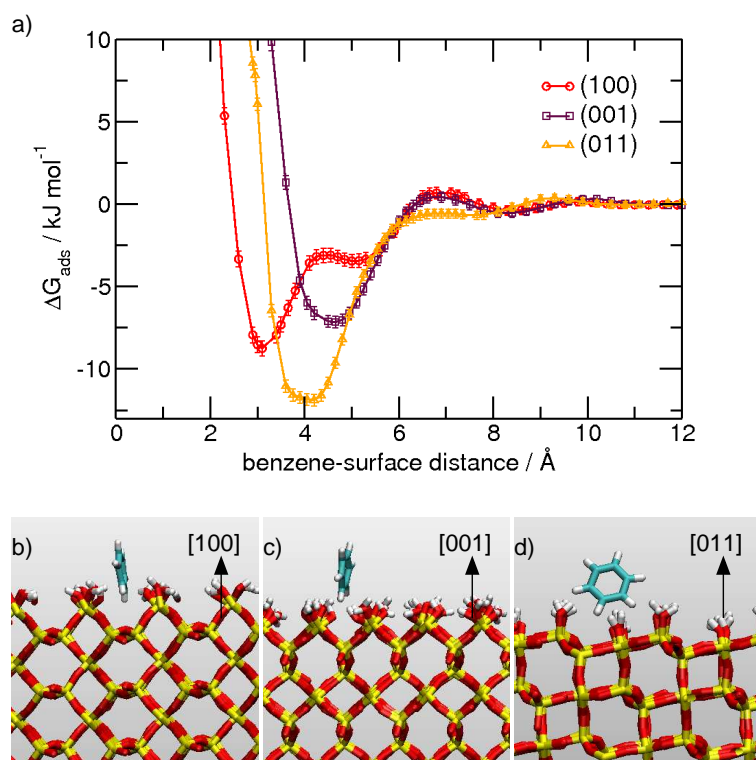 a)
10
5
0
-5
-10
ΔG_ads / kJ mol⁻¹
(100)
(001)
(011)
0 2 4 6 8 10 12
benzene-surface distance / Å
b) [100] c) [001] d) [011]